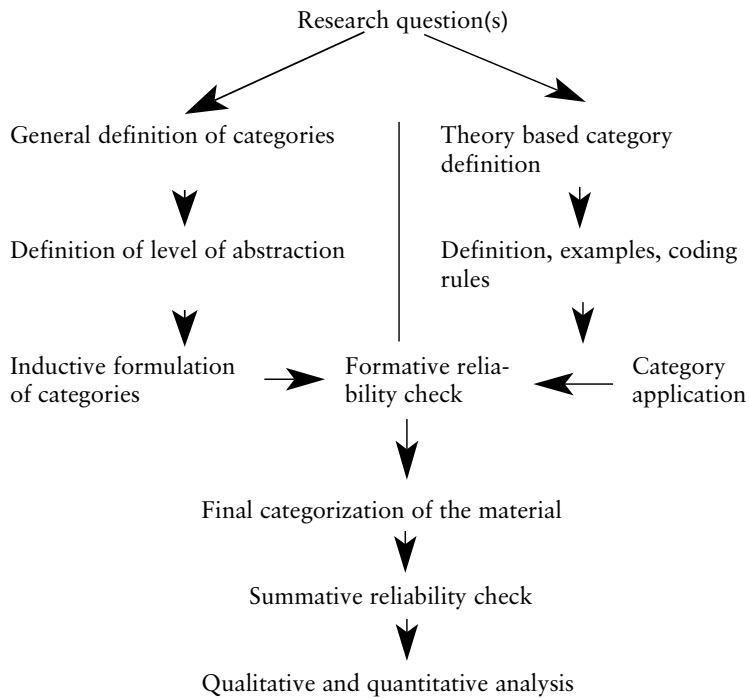 Research question(s)
General definition of categories
Theory based category
definition
Definition of level of abstraction
Definition, examples, coding
rules
Inductive formulation
of categories
Formative relia-
bility check
Category
application
Final categorization of the material
Summative reliability check
Qualitative and quantitative analysis